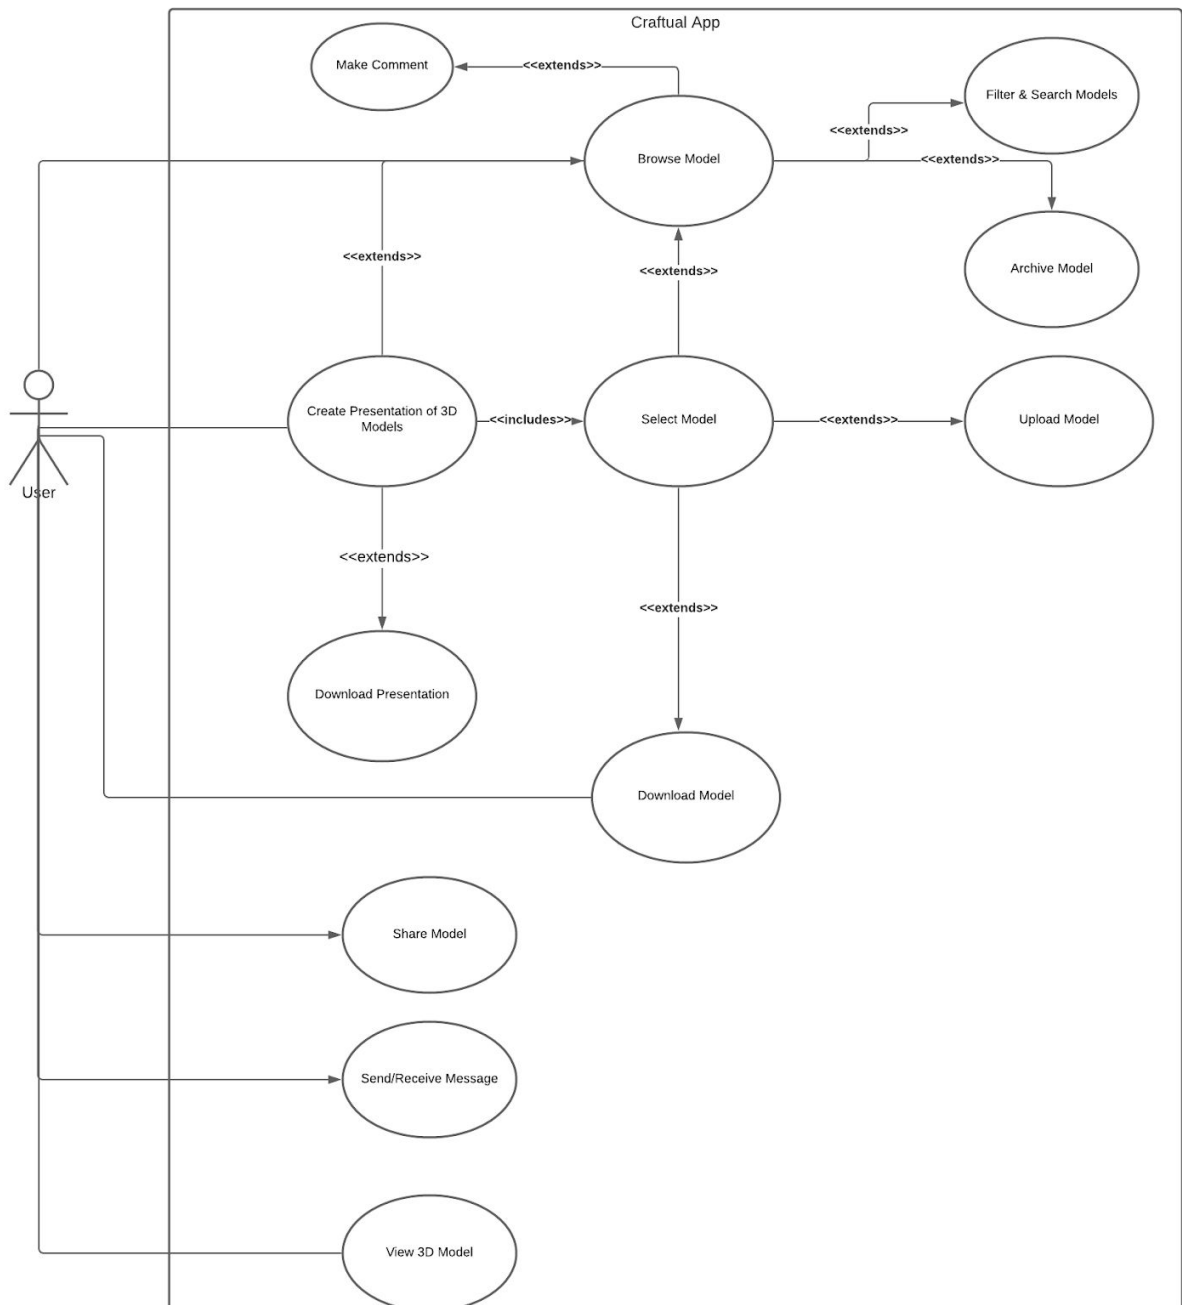 Craftual App
Make Comment
<<extends>>
Filter & Search Models
<<extends>>
Browse Model
<<extends>>
<<extends>>
<<extends>>
Archive Model
Create Presentation of 3D
Models
<<includes>>
Select Model
<<extends>>
Upload Model
User
<<extends>>
<<extends>>
Download Presentation
Download Model
Share Model
Send/Receive Message
View 3D Model